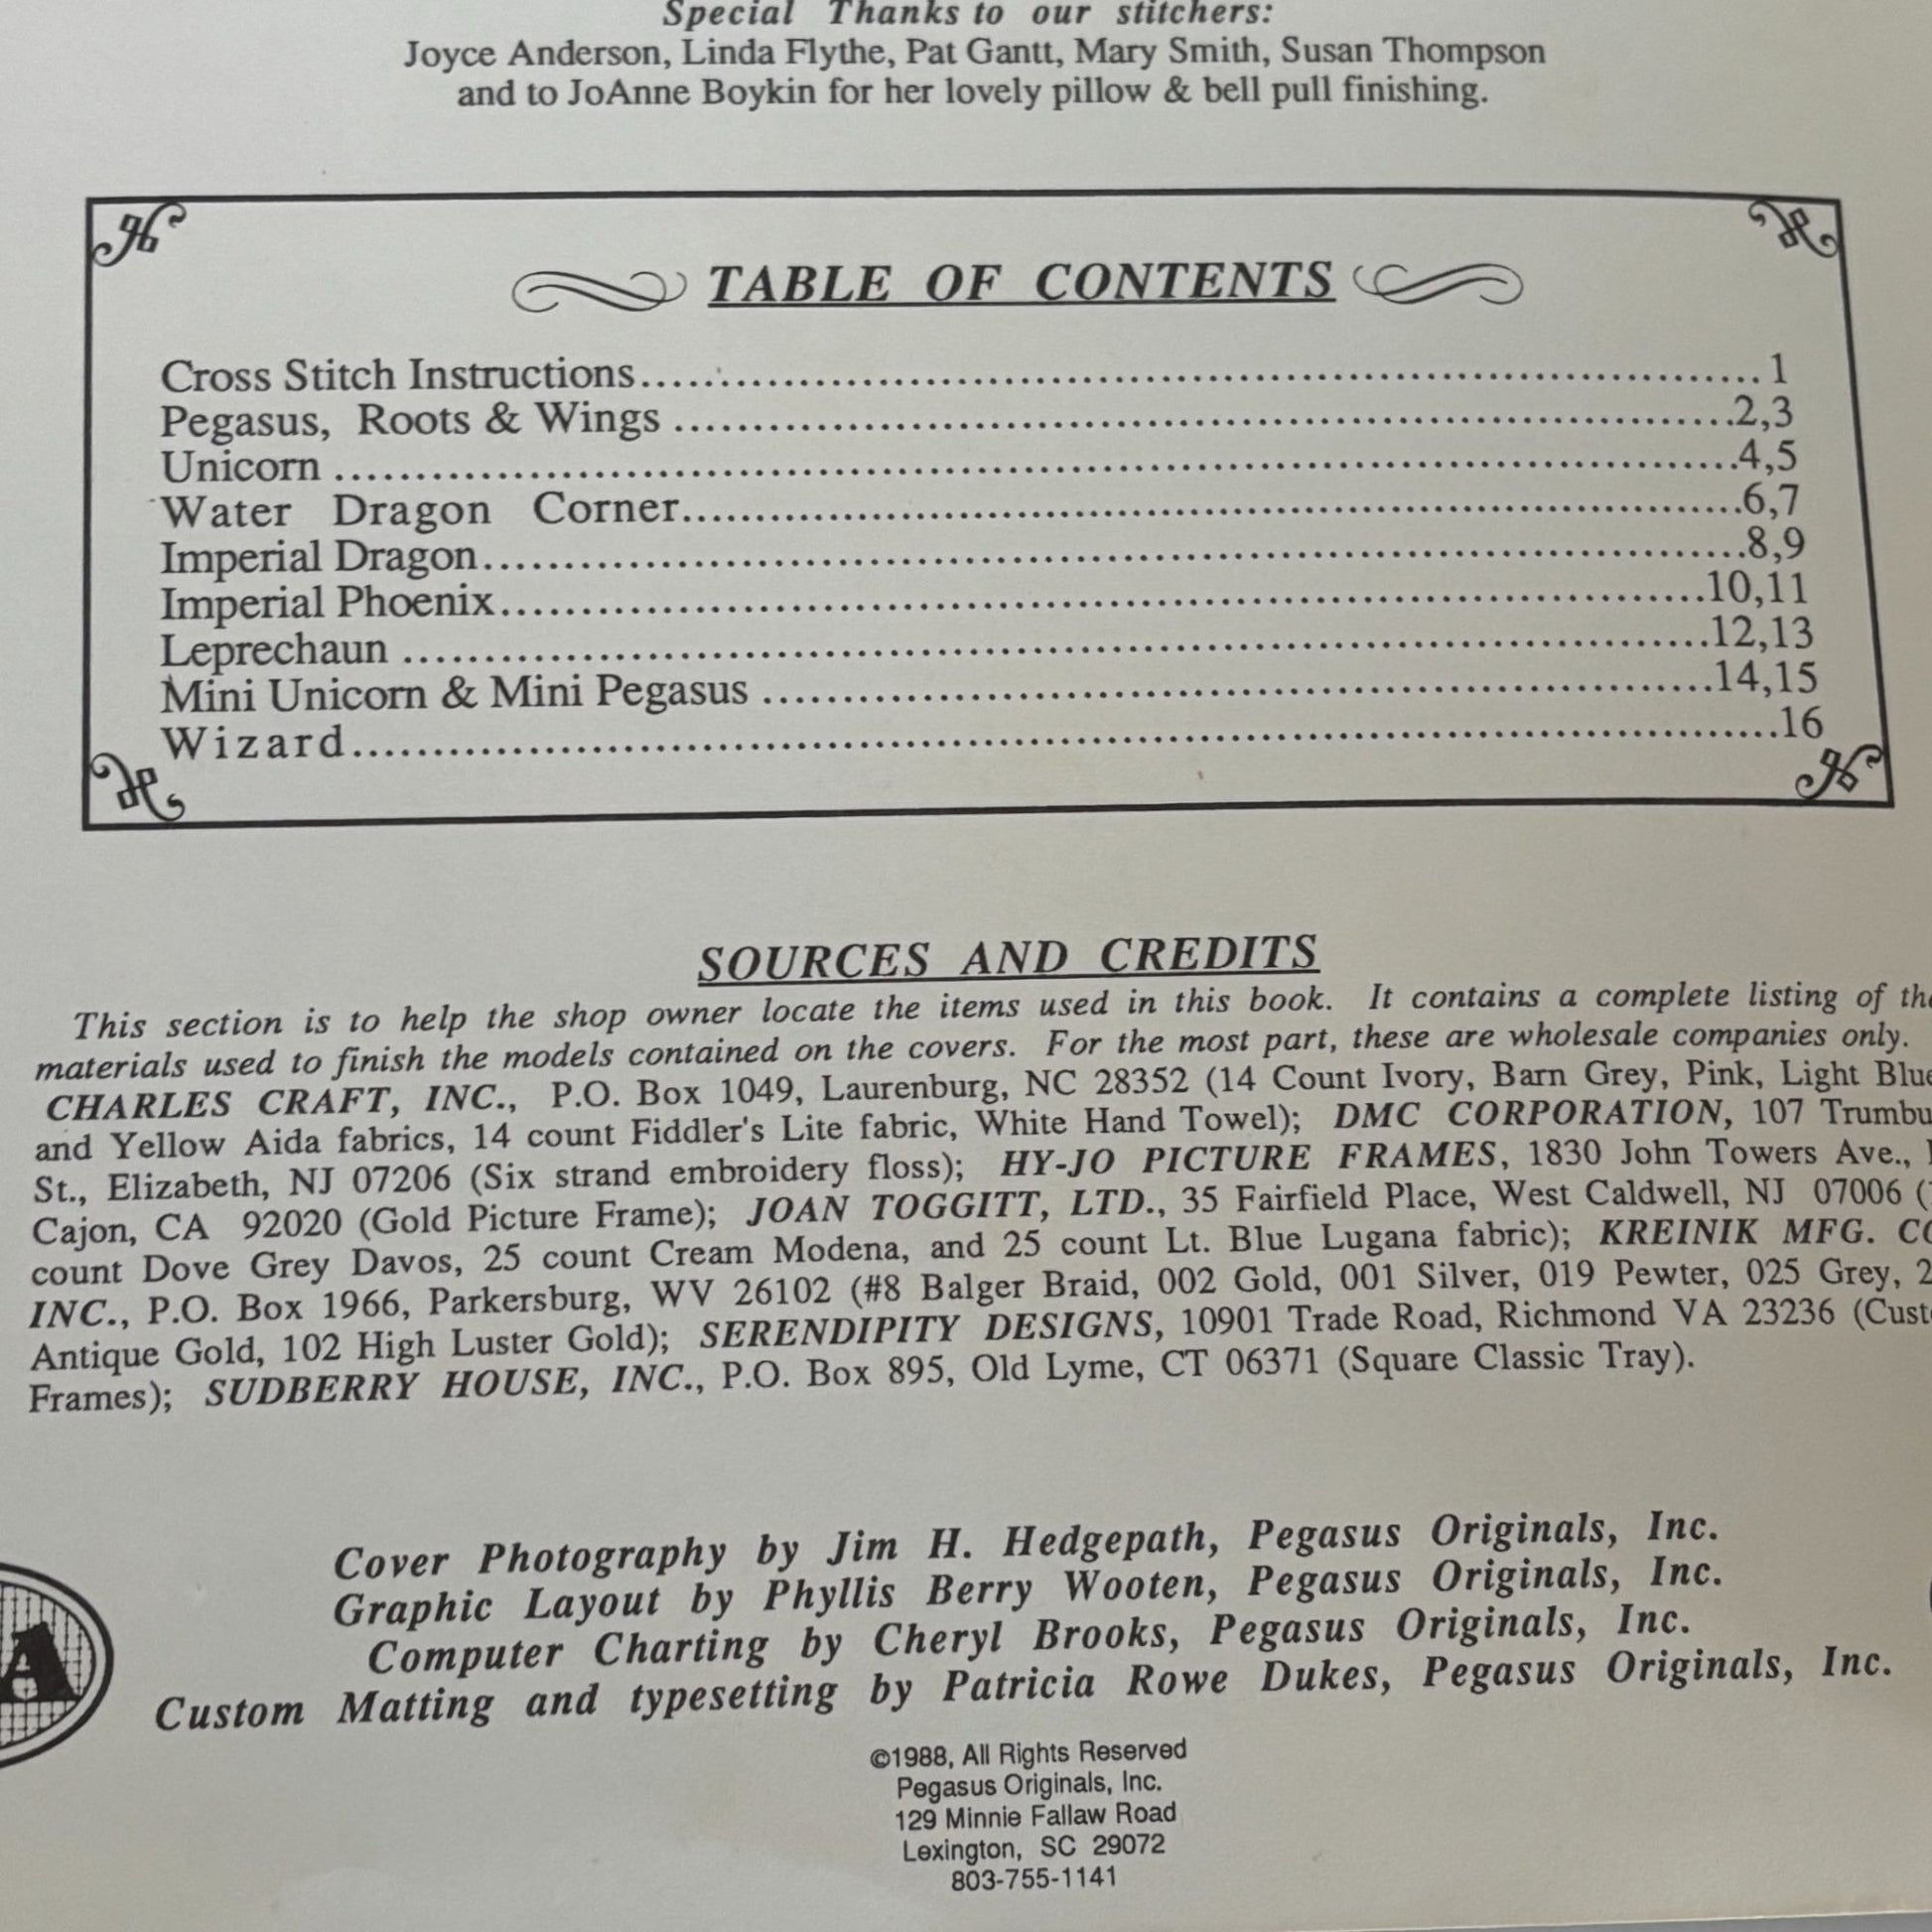 Special Thanks to our stitchers:
Joyce Anderson, Linda Flythe, Pat Gantt, Mary Smith, Susan Thompson
and to JoAnne Boykin for her lovely pillow & bell pull finishing.
TABLE OF CONTENTS
Cross Stitch Instructions........................................ 1
Pegasus, Roots & Wings ........................................2,3
Unicorn ........................................4,5
Water Dragon Corner........................................6,7
Imperial Dragon........................................8,9
Imperial Phoenix........................................10,11
Leprechaun ........................................12,13
Mini Unicorn & Mini Pegasus ........................................14,15
Wizard........................................16
SOURCES AND CREDITS
This section is to help the shop owner locate the items used in this book. It contains a complete listing of the
materials used to finish the models contained on the covers. For the most part, these are wholesale companies only.
CHARLES CRAFT, INC., P.O. Box 1049, Laurenburg, NC 28352 (14 Count Ivory, Barn Grey, Pink, Light Blue
and Yellow Aida fabrics, 14 count Fiddler's Lite fabric, White Hand Towel); DMC CORPORATION, 107
St., Elizabeth, NJ 07206 (Six strand embroidery floss); HY-JO PICTURE FRAMES, 1830 John Towers Ave.,
Cajon, CA 92020 (Gold Picture Frame); JOAN TOGGITT, LTD., 35 Fairfield Place, West Caldwell, NJ 07006
count Dove Grey Davos, 25 count Cream Modena, and 25 count Lt. Blue Lugana fabric); KREINIK MFG.
INC., P.O. Box 1966, Parkersburg, WV 26102 (#8 Balger Braid, 002 Gold, 001 Silver, 019 Pewter, 025 Grey,
Antique Gold, 102 High Luster Gold); SERENDIPITY DESIGNS, 10901 Trade Road, Richmond VA 23236
Frames); SUDBERRY HOUSE, INC., P.O. Box 895, Old Lyme, CT 06371 (Square Classic Tray).
Cover Photography by Jim H. Hedgepath, Pegasus Originals, Inc.
Graphic Layout by Phyllis Berry Wooten, Pegasus Originals, Inc.
Computer Charting by Cheryl Brooks, Pegasus Originals, Inc.
Custom Matting and typesetting by Patricia Rowe Dukes, Pegasus Originals, Inc.
A
©1988, All Rights Reserved
Pegasus Originals, Inc.
129 Minnie Fallaw Road
Lexington, SC 29072
803-755-1141